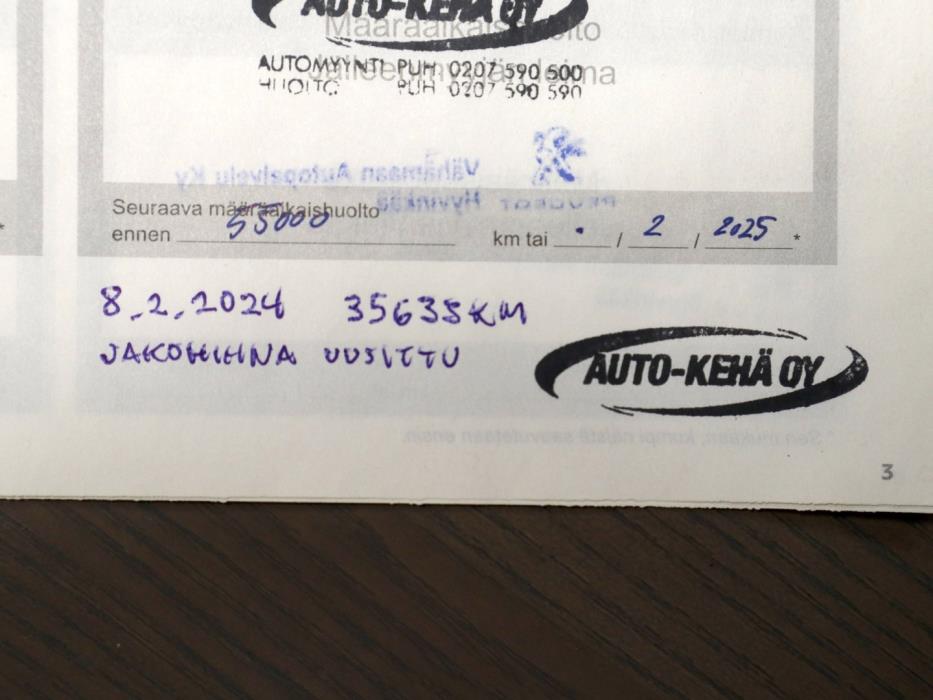 AUTO-KEHÄ OY
Määräaikaishuolto
Jälleenmyyjän leima
AUTOMYYNTI PUH 0207 590 500
HUOLTO PUH 0207 590 590
Vähämaan Autopalvelu Ky
PEUGEOT Hyvinkää
Seuraava määräaikaishuolto
ennen 55000 km tai . / 2 / 2025 *
8.2.2024 35635KM
JAKOHIHNA UUSITTU
AUTO-KEHÄ OY
* Sen mukaan, kumpi näistä saavutetaan ensin.
3